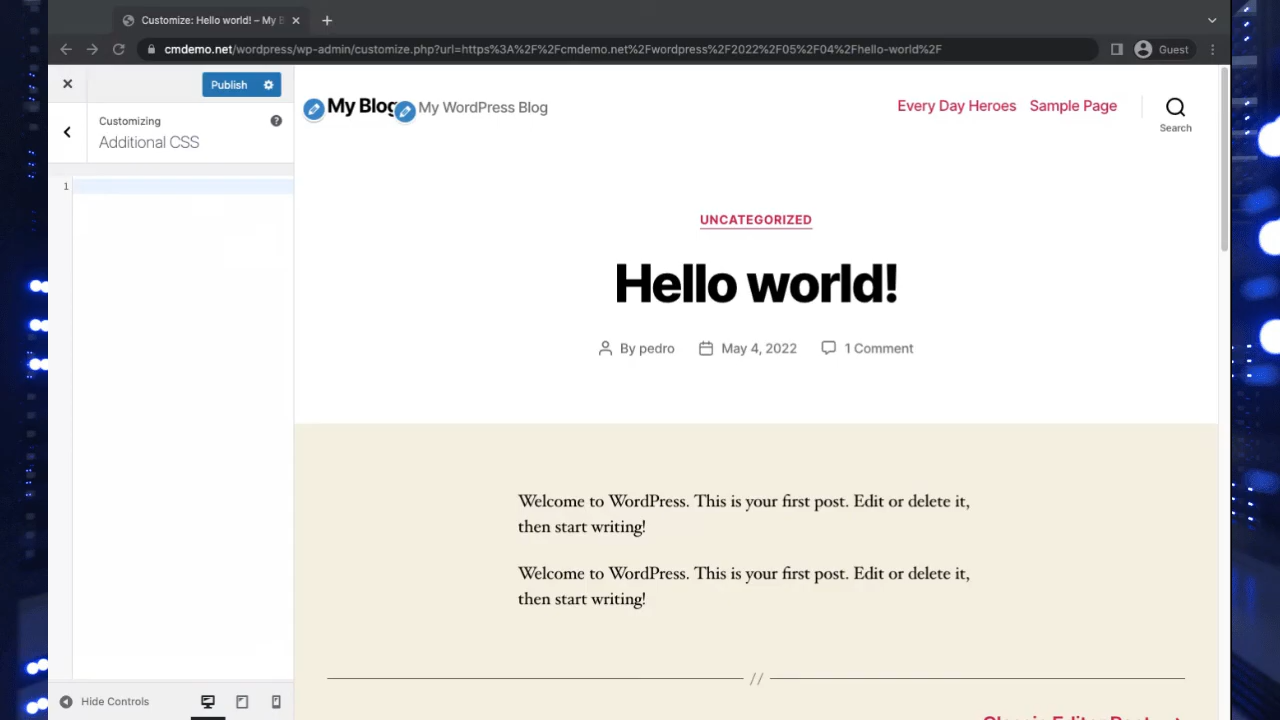 Customize: Hello world! – My B
cmdemo.net/wordpress/wp-admin/customize.php?url=https%3A%2F%2Fcmdemo.net%2Fwordpress%2F2022%2F05%2F04%2Fhello-world%2F
Guest
Publish
Customizing
Additional CSS
1
Hide Controls
My Blog
My WordPress Blog
Every Day Heroes
Sample Page
Search
UNCATEGORIZED
Hello world!
By pedro
May 4, 2022
1 Comment
Welcome to WordPress. This is your first post. Edit or delete it,
then start writing!
Welcome to WordPress. This is your first post. Edit or delete it,
then start writing!
//